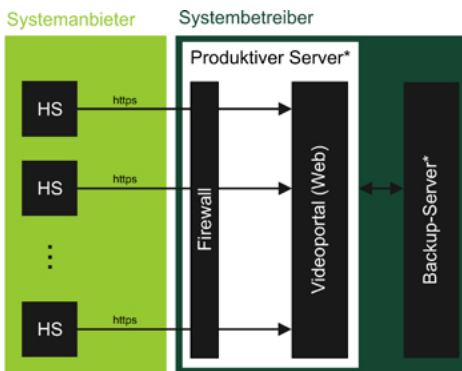 Systemanbieter
Systembetreiber
Produktiver Server*
HS
https
HS
https
⋮
HS
https
Firewall
Videoportal (Web)
Backup-Server*